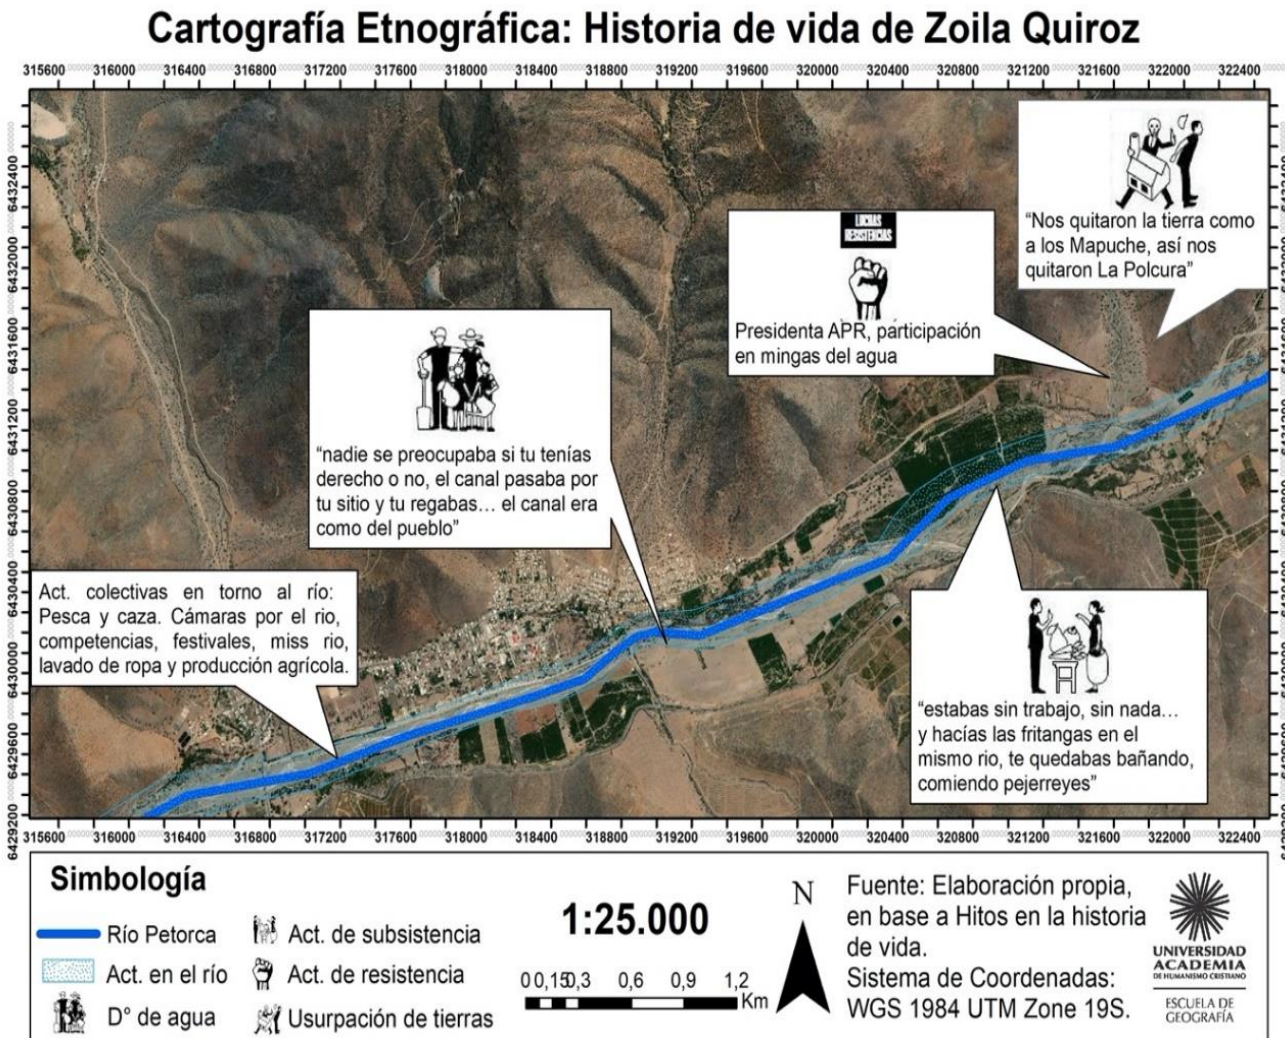 Cartografía Etnográfica: Historia de vida de Zoila Quiroz
315600 316000 316400 316800 317200 317600 318000 318400 318800 319200 319600 320000 320400 320800 321200 321600 322000 322400
6432400
6432000
6431600
6431200
6430800
6430400
6430000
6429600
6429200
“Nos quitaron la tierra como
a los Mapuche, así nos
quitaron La Polcura”
LUCHAS
RESISTENCIAS
Presidenta APR, participación
en mingas del agua
“nadie se preocupaba si tu tenías
derecho o no, el canal pasaba por
tu sitio y tu regabas… el canal era
como del pueblo”
Act. colectivas en torno al río:
Pesca y caza. Cámaras por el rio,
competencias, festivales, miss rio,
lavado de ropa y producción agrícola.
“estabas sin trabajo, sin nada…
y hacías las fritangas en el
mismo rio, te quedabas bañando,
comiendo pejerreyes”
315600 316000 316400 316800 317200 317600 318000 318400 318800 319200 319600 320000 320400 320800 321200 321600 322000 322400
Simbología
Río Petorca
Act. en el río
D° de agua
Act. de subsistencia
Act. de resistencia
Usurpación de tierras
1:25.000
0 0,15 0,3 0,6 0,9 1,2
Km
N
Fuente: Elaboración propia,
en base a Hitos en la historia
de vida.
Sistema de Coordenadas:
WGS 1984 UTM Zone 19S.
UNIVERSIDAD
ACADEMIA
DE HUMANISMO CRISTIANO
ESCUELA DE
GEOGRAFÍA